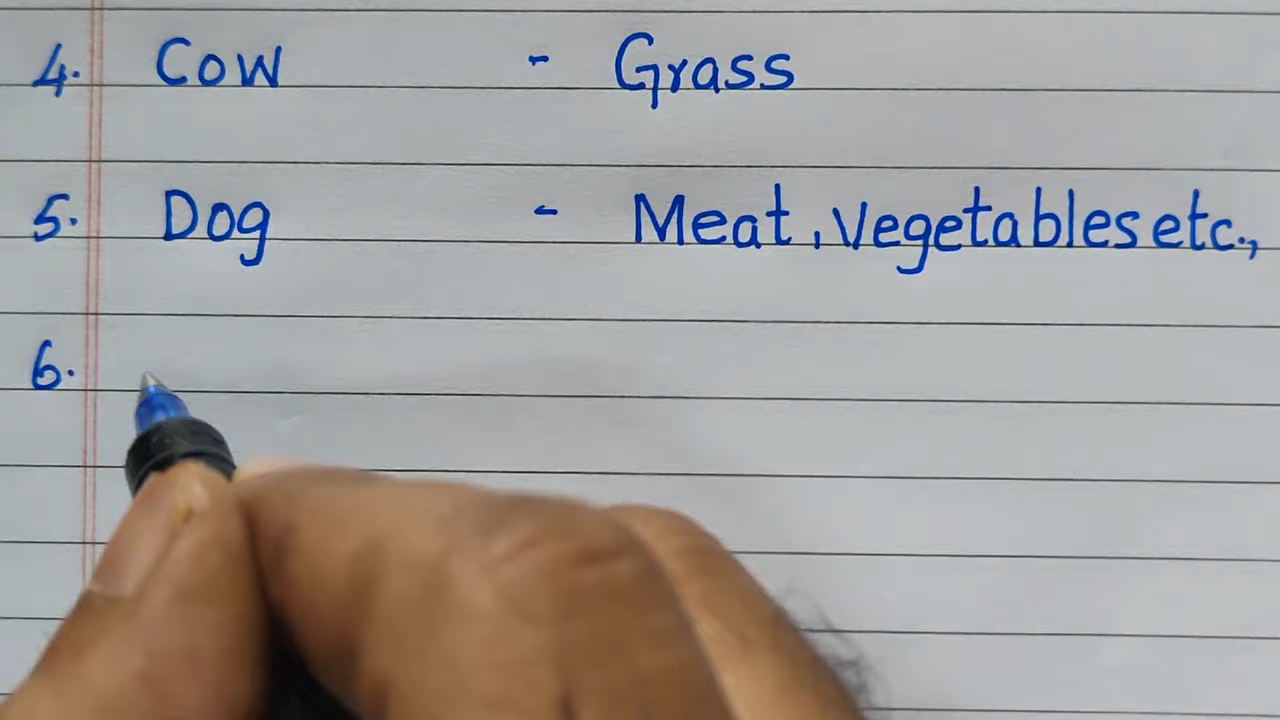 4. Cow - Grass
5. Dog - Meat, Vegetables etc.,
6.